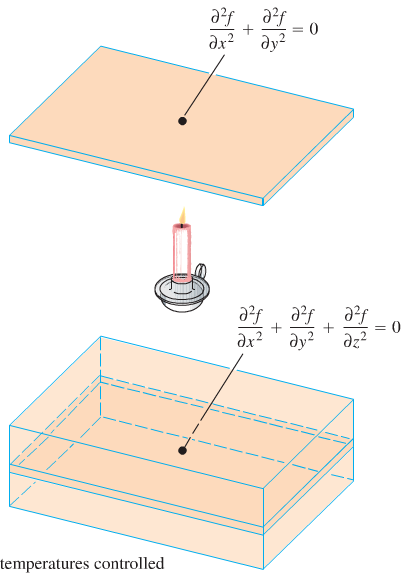 ∂²f/∂x² + ∂²f/∂y² = 0
∂²f/∂x² + ∂²f/∂y² + ∂²f/∂z² = 0
temperatures controlled